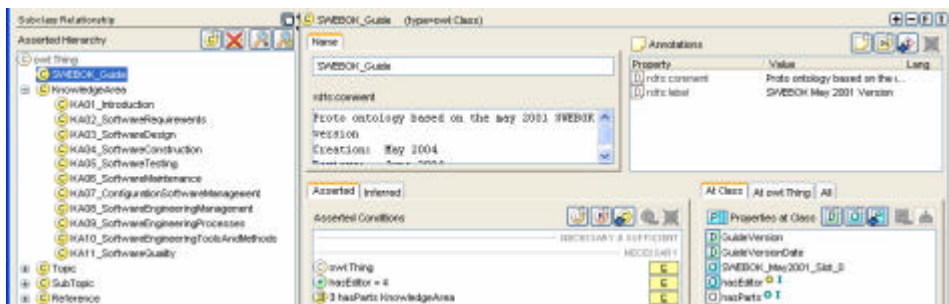 Subclass Relationship
Asserted Hierarchy
owl:Thing
SWEBOK_Guide
KnowledgeArea
KA01_Introduction
KA02_SoftwareRequirements
KA03_SoftwareDesign
KA04_SoftwareConstruction
KA05_SoftwareTesting
KA06_SoftwareMaintenance
KA07_ConfigurationSoftwareManagement
KA08_SoftwareEngineeringManagement
KA09_SoftwareEngineeringProcesses
KA10_SoftwareEngineeringToolsAndMethods
KA11_SoftwareQuality
Topic
SubTopic
Reference
SWEBOK_Guide (type=owl:Class)
Name
SWEBOK_Guide
rdfs:comment
Proto ontology based on the may 2001 SWEBOK
version
Creation: May 2004
June 2004
Annotations
Property Value Lang
rdfs:comment Proto ontology based on the ...
rdfs:label SWEBOK May 2001 Version
Asserted Inferred
Asserted Conditions
NECESSARY & SUFFICIENT
NECESSARY
owl:Thing
hasEditor = 4
hasParts KnowledgeArea
At Class At owl:Thing All
Properties at Class
GuideVersion
GuideVersionDate
SWEBOK_May2001_Slot_0
hasEditor
hasParts